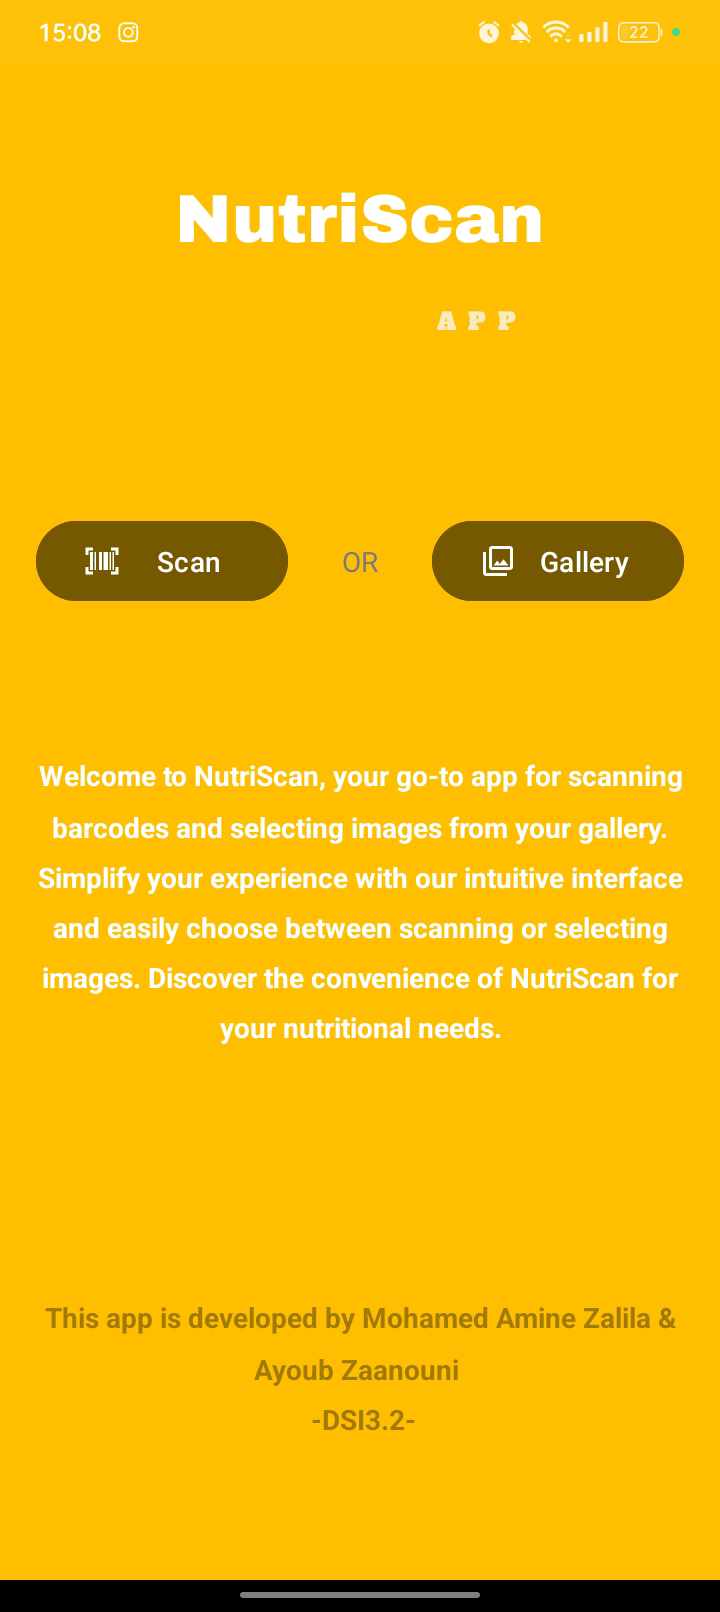 15:08
22
NutriScan
APP
Scan
OR
Gallery
Welcome to NutriScan, your go-to app for scanning
barcodes and selecting images from your gallery.
Simplify your experience with our intuitive interface
and easily choose between scanning or selecting
images. Discover the convenience of NutriScan for
your nutritional needs.
This app is developed by Mohamed Amine Zalila &
Ayoub Zaanouni
-DSI3.2-